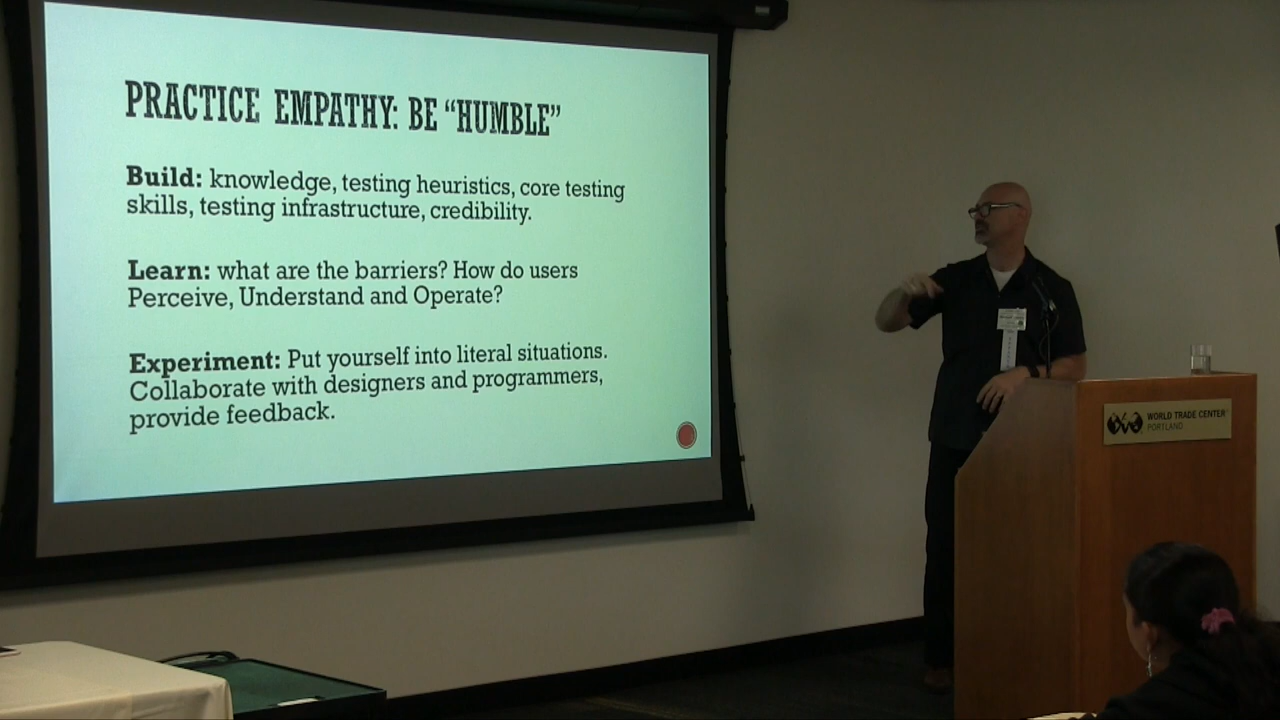 PRACTICE EMPATHY: BE “HUMBLE”
Build: knowledge, testing heuristics, core testing
skills, testing infrastructure, credibility.
Learn: what are the barriers? How do users
Perceive, Understand and Operate?
Experiment: Put yourself into literal situations.
Collaborate with designers and programmers,
provide feedback.
WORLD TRADE CENTER
PORTLAND